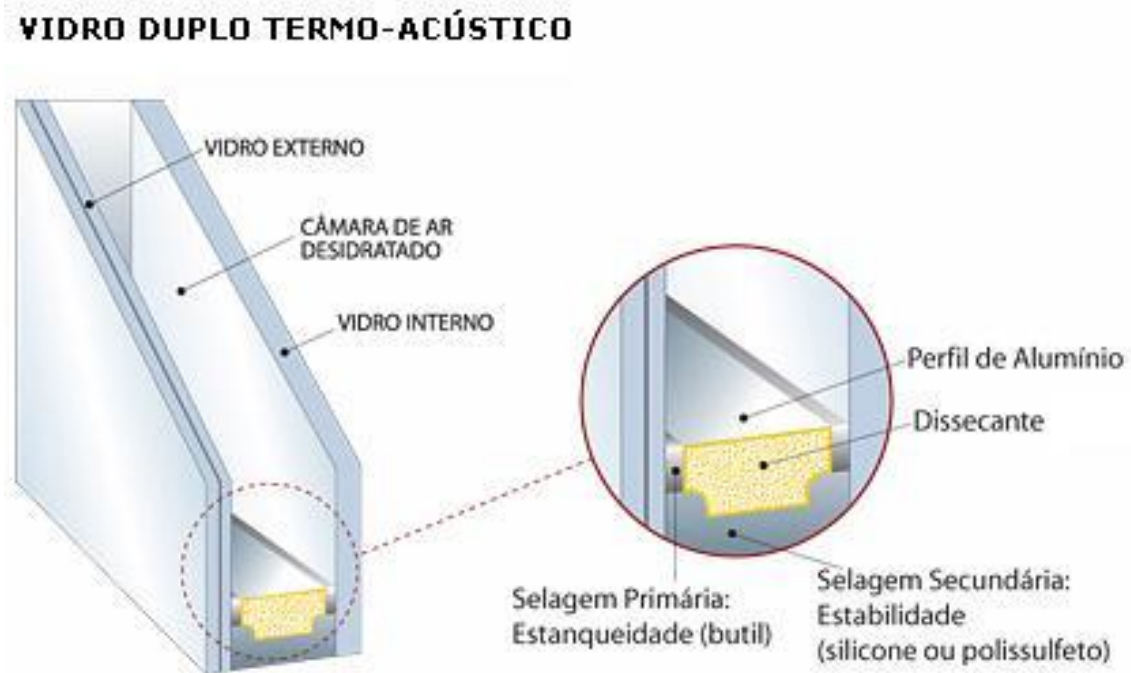 VIDRO DUPLO TERMO-ACÚSTICO
VIDRO EXTERNO
CÂMARA DE AR
DESIDRATADO
VIDRO INTERNO
Perfil de Alumínio
Dissecante
Selagem Primária:
Estanqueidade (butil)
Selagem Secundária:
Estabilidade
(silicone ou polissulfeto)